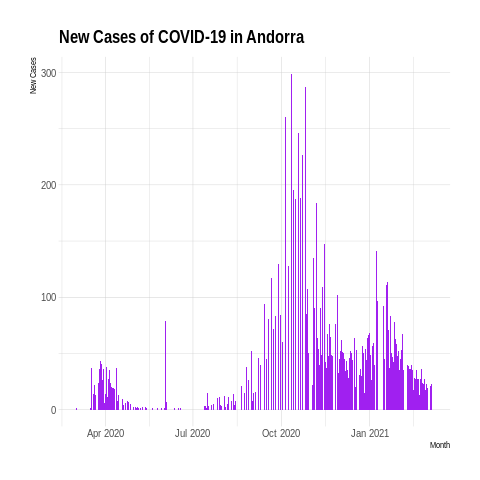 New Cases of COVID-19 in Andorra
New Cases
300
200
100
0
Apr 2020 Jul 2020 Oct 2020 Jan 2021
Month